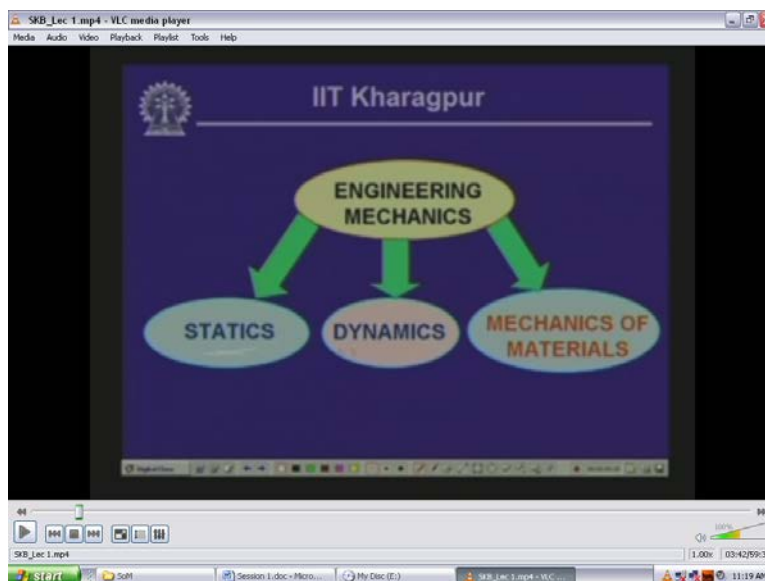 SKB_Lec 1.mp4 - VLC media player
Media Audio Video Playback Playlist Tools Help
IIT Kharagpur
ENGINEERING
MECHANICS
STATICS
DYNAMICS
MECHANICS OF
MATERIALS
100%
SKB_Lec 1.mp4
1.00x 03:42/59:3
start
SoM
Session 1.doc - Micro...
My Disc (E:)
SKB_Lec 1.mp4 - VLC ...
11:19 AM